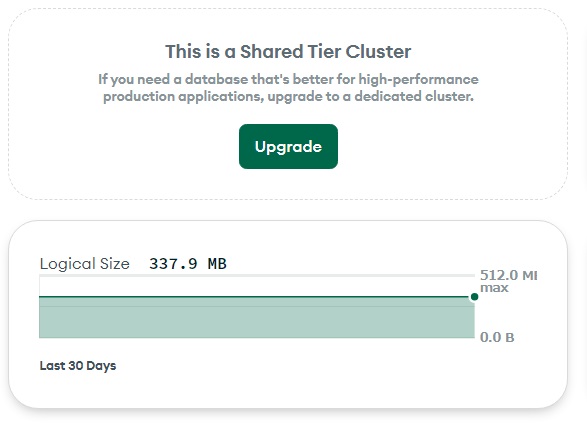 This is a Shared Tier Cluster
If you need a database that's better for high-performance
production applications, upgrade to a dedicated cluster.
Upgrade
Logical Size 337.9 MB
512.0 MI
max
0.0 B
Last 30 Days